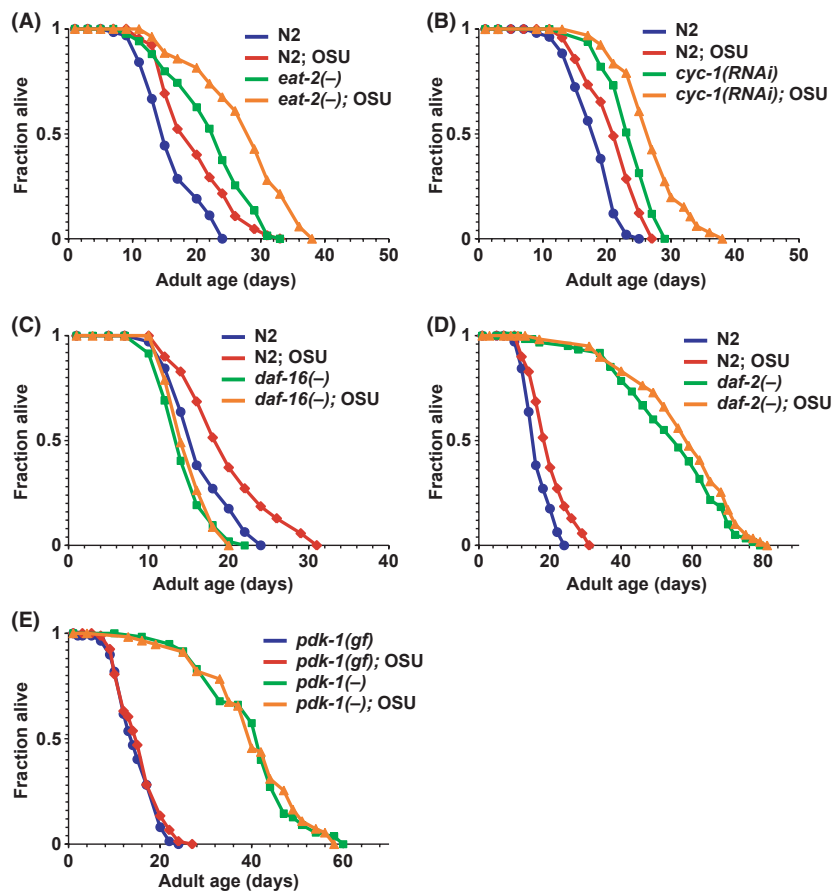 (A)
Fraction alive
1
0.5
0
N2
N2; OSU
eat-2(–)
eat-2(–); OSU
0 10 20 30 40 50
Adult age (days)
(B)
Fraction alive
1
0.5
0
N2
N2; OSU
cyc-1(RNAi)
cyc-1(RNAi); OSU
0 10 20 30 40 50
Adult age (days)
(C)
Fraction alive
1
0.5
0
N2
N2; OSU
daf-16(–)
daf-16(–); OSU
0 10 20 30 40
Adult age (days)
(D)
Fraction alive
1
0.5
0
N2
N2; OSU
daf-2(–)
daf-2(–); OSU
0 20 40 60 80
Adult age (days)
(E)
Fraction alive
1
0.5
0
pdk-1(gf)
pdk-1(gf); OSU
pdk-1(–)
pdk-1(–); OSU
0 20 40 60
Adult age (days)